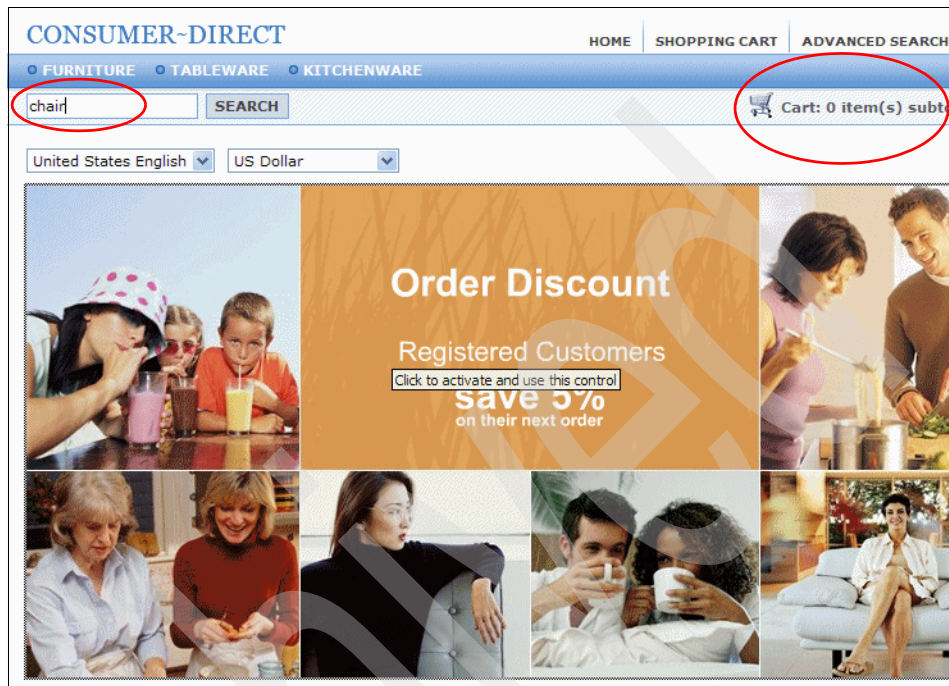 CONSUMER~DIRECT
HOME SHOPPING CART ADVANCED SEARCH
FURNITURE TABLEWARE KITCHENWARE
chair SEARCH Cart: 0 item(s)
United States English US Dollar
Order Discount
Registered Customers
Click to activate and use this control
save 5%
on their next order